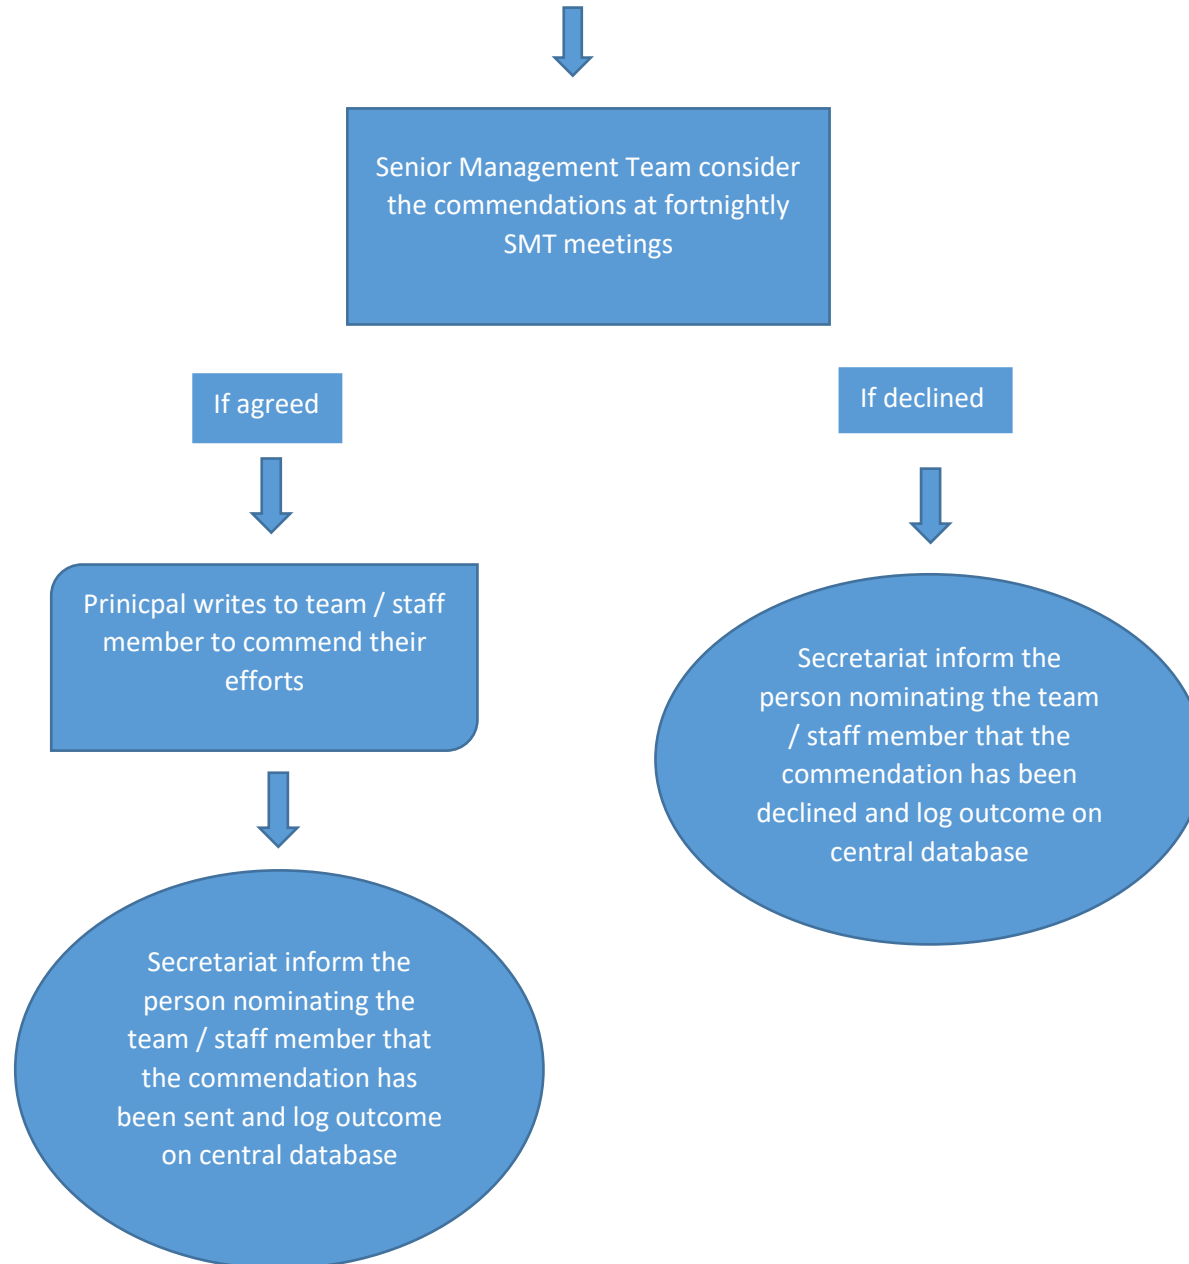 Senior Management Team consider
the commendations at fortnightly
SMT meetings
If agreed
If declined
Prinicpal writes to team / staff
member to commend their
efforts
Secretariat inform the
person nominating the team
/ staff member that the
commendation has been
declined and log outcome on
central database
Secretariat inform the
person nominating the
team / staff member that
the commendation has
been sent and log outcome
on central database